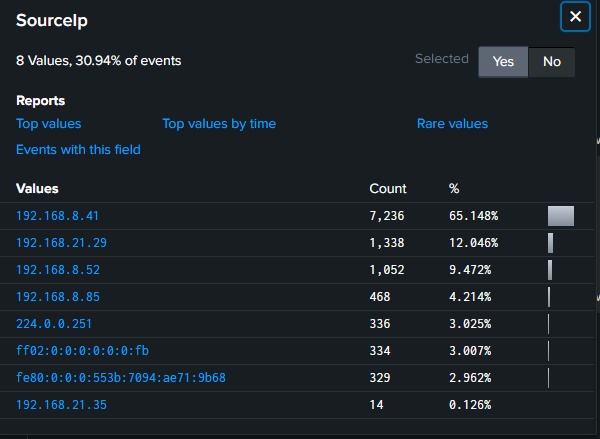 SourceIp
8 Values, 30.94% of events
Selected Yes No
Reports
Top values Top values by time Rare values
Events with this field
Values Count %
192.168.8.41 7,236 65.148%
192.168.21.29 1,338 12.046%
192.168.8.52 1,052 9.472%
192.168.8.85 468 4.214%
224.0.0.251 336 3.025%
ff02:0:0:0:0:0:0:fb 334 3.007%
fe80:0:0:0:553b:7094:ae71:9b68 329 2.962%
192.168.21.35 14 0.126%